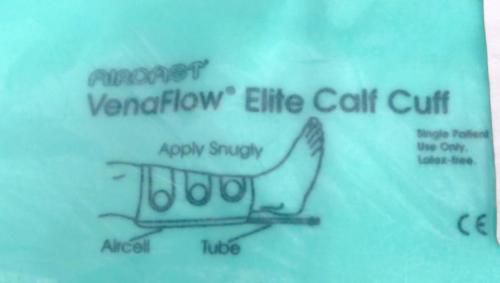 AIRCAST
VenaFlow® Elite Calf Cuff
Apply Snugly
Single Patient
Use Only.
Latex-free.
CE
Aircell
Tube